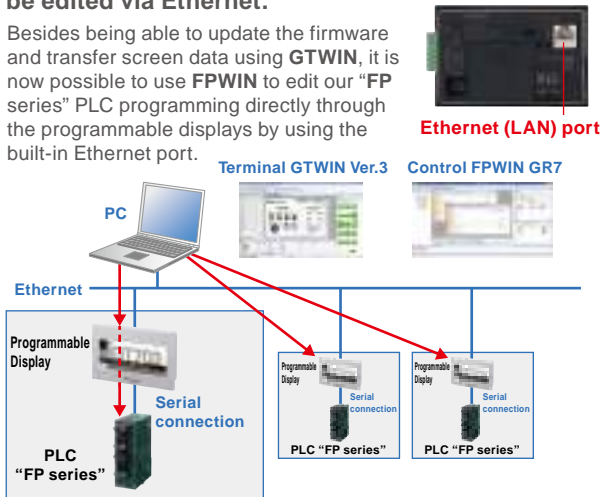 be edited via Ethernet.
Besides being able to update the firmware
and transfer screen data using GTWIN, it is
now possible to use FPWIN to edit our “FP
series” PLC programming directly through
the programmable displays by using the
built-in Ethernet port.
Ethernet (LAN) port
Terminal GTWIN Ver.3
Control FPWIN GR7
PC
Ethernet
Programmable
Display
Serial
connection
PLC
“FP series”
Programmable
Display
Serial
connection
PLC “FP series”
Programmable
Display
Serial
connection
PLC “FP series”